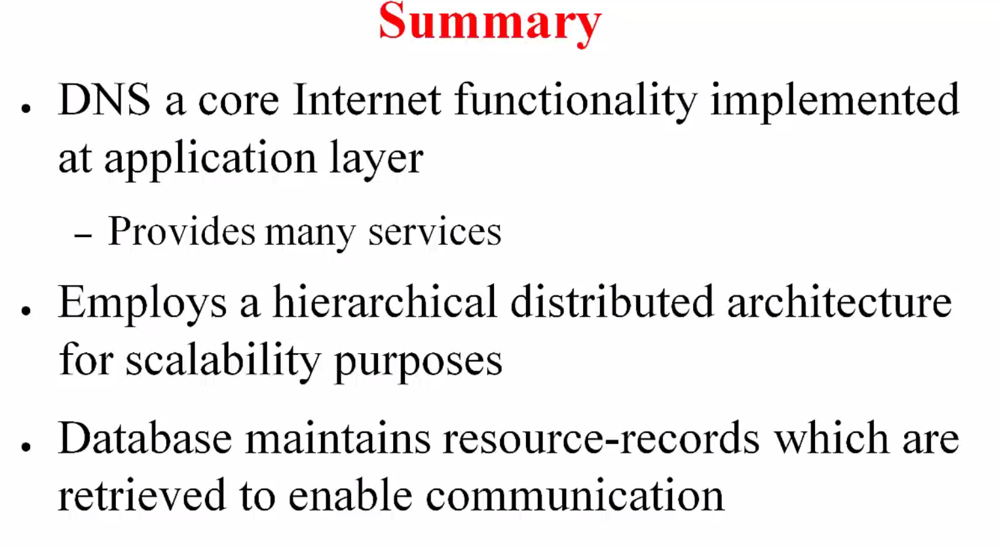 Summary
• DNS a core Internet functionality implemented
at application layer
– Provides many services
• Employs a hierarchical distributed architecture
for scalability purposes
• Database maintains resource-records which are
retrieved to enable communication